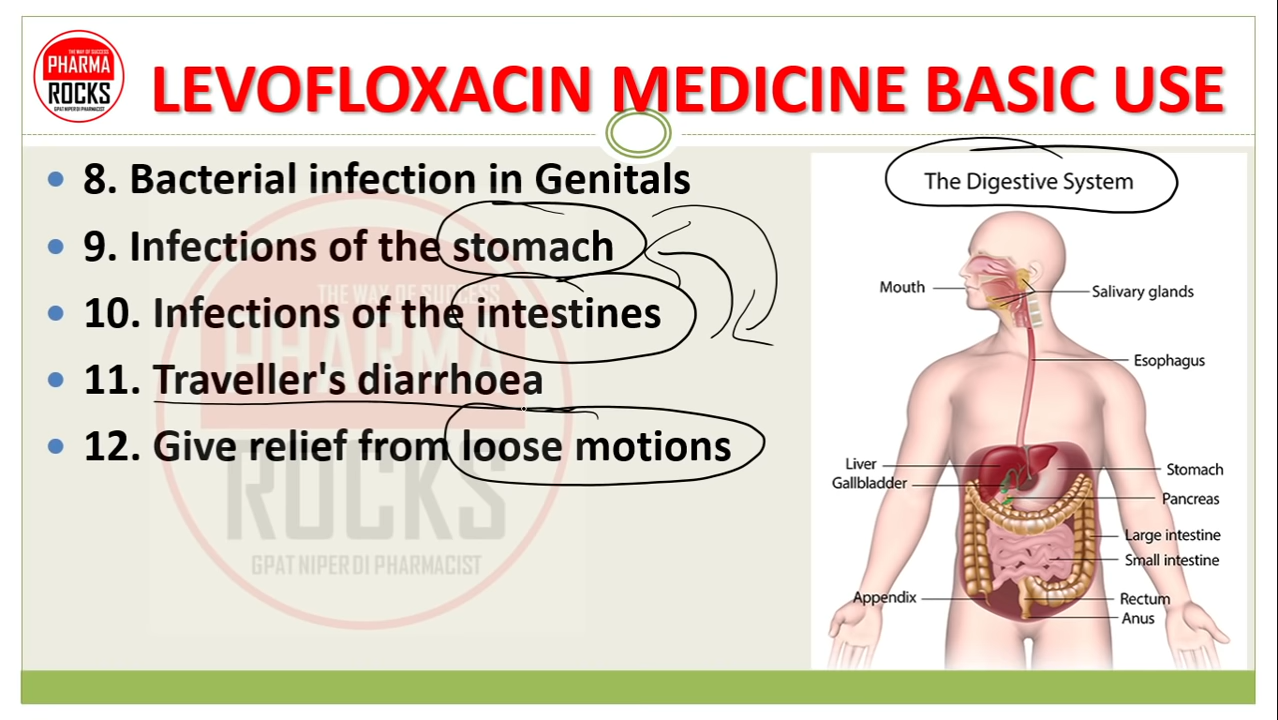 THE WAY OF SUCCESS
PHARMA
ROCKS
GPAT NIPER DI PHARMACIST
LEVOFLOXACIN MEDICINE BASIC USE
• 8. Bacterial infection in Genitals
• 9. Infections of the stomach
• 10. Infections of the intestines
• 11. Traveller's diarrhoea
• 12. Give relief from loose motions
THE WAY OF SUCCESS
PHARMA
ROCKS
GPAT NIPER DI PHARMACIST
The Digestive System
Mouth
Salivary glands
Esophagus
Liver
Gallbladder
Stomach
Pancreas
Large intestine
Small intestine
Appendix
Rectum
Anus